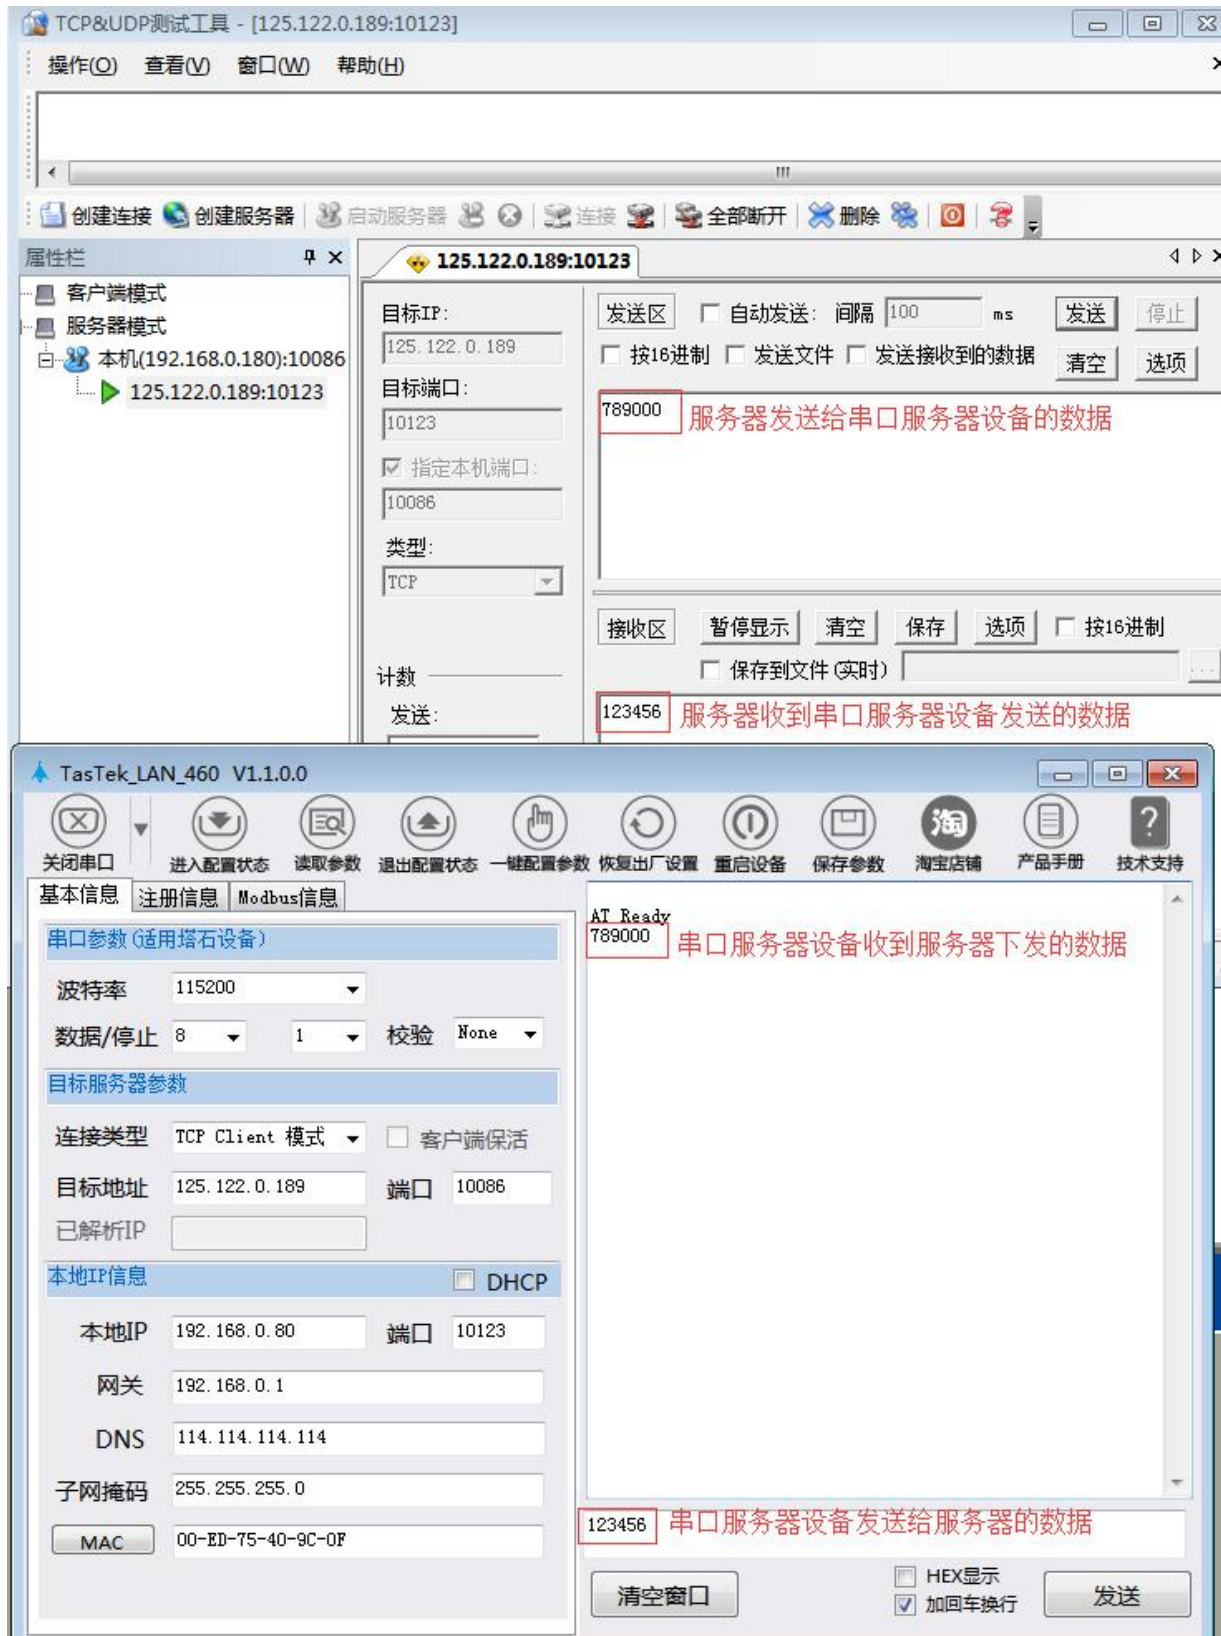 TCP&UDP测试工具 - [125.122.0.189:10123]
操作(O) 查看(V) 窗口(W) 帮助(H)
创建连接 创建服务器 启动服务器 连接 全部断开 删除
属性栏
客户端模式
服务器模式
本机(192.168.0.180):10086
125.122.0.189:10123
125.122.0.189:10123
目标IP:
125.122.0.189
目标端口:
10123
指定本机端口:
10086
类型:
TCP
计数
发送:
发送区 自动发送: 间隔 100 ms 发送 停止
按16进制 发送文件 发送接收到的数据 清空 选项
789000 服务器发送给串口服务器设备的数据
接收区 暂停显示 清空 保存 选项 按16进制
保存到文件(实时) ...
123456 服务器收到串口服务器设备发送的数据
TasTek_LAN_460 V1.1.0.0
关闭串口 进入配置状态 读取参数 退出配置状态 一键配置参数 恢复出厂设置 重启设备 保存参数 淘宝店铺 产品手册 技术支持
淘
基本信息 注册信息 Modbus信息
串口参数(适用塔石设备)
波特率 115200
数据/停止 8 1 校验 None
目标服务器参数
连接类型 TCP Client 模式 客户端保活
目标地址 125.122.0.189 端口 10086
已解析IP
本地IP信息 DHCP
本地IP 192.168.0.80 端口 10123
网关 192.168.0.1
DNS 114.114.114.114
子网掩码 255.255.255.0
MAC 00-ED-75-40-9C-0F
AT Ready
789000 串口服务器设备收到服务器下发的数据
123456 串口服务器设备发送给服务器的数据
清空窗口 HEX显示
加回车换行 发送